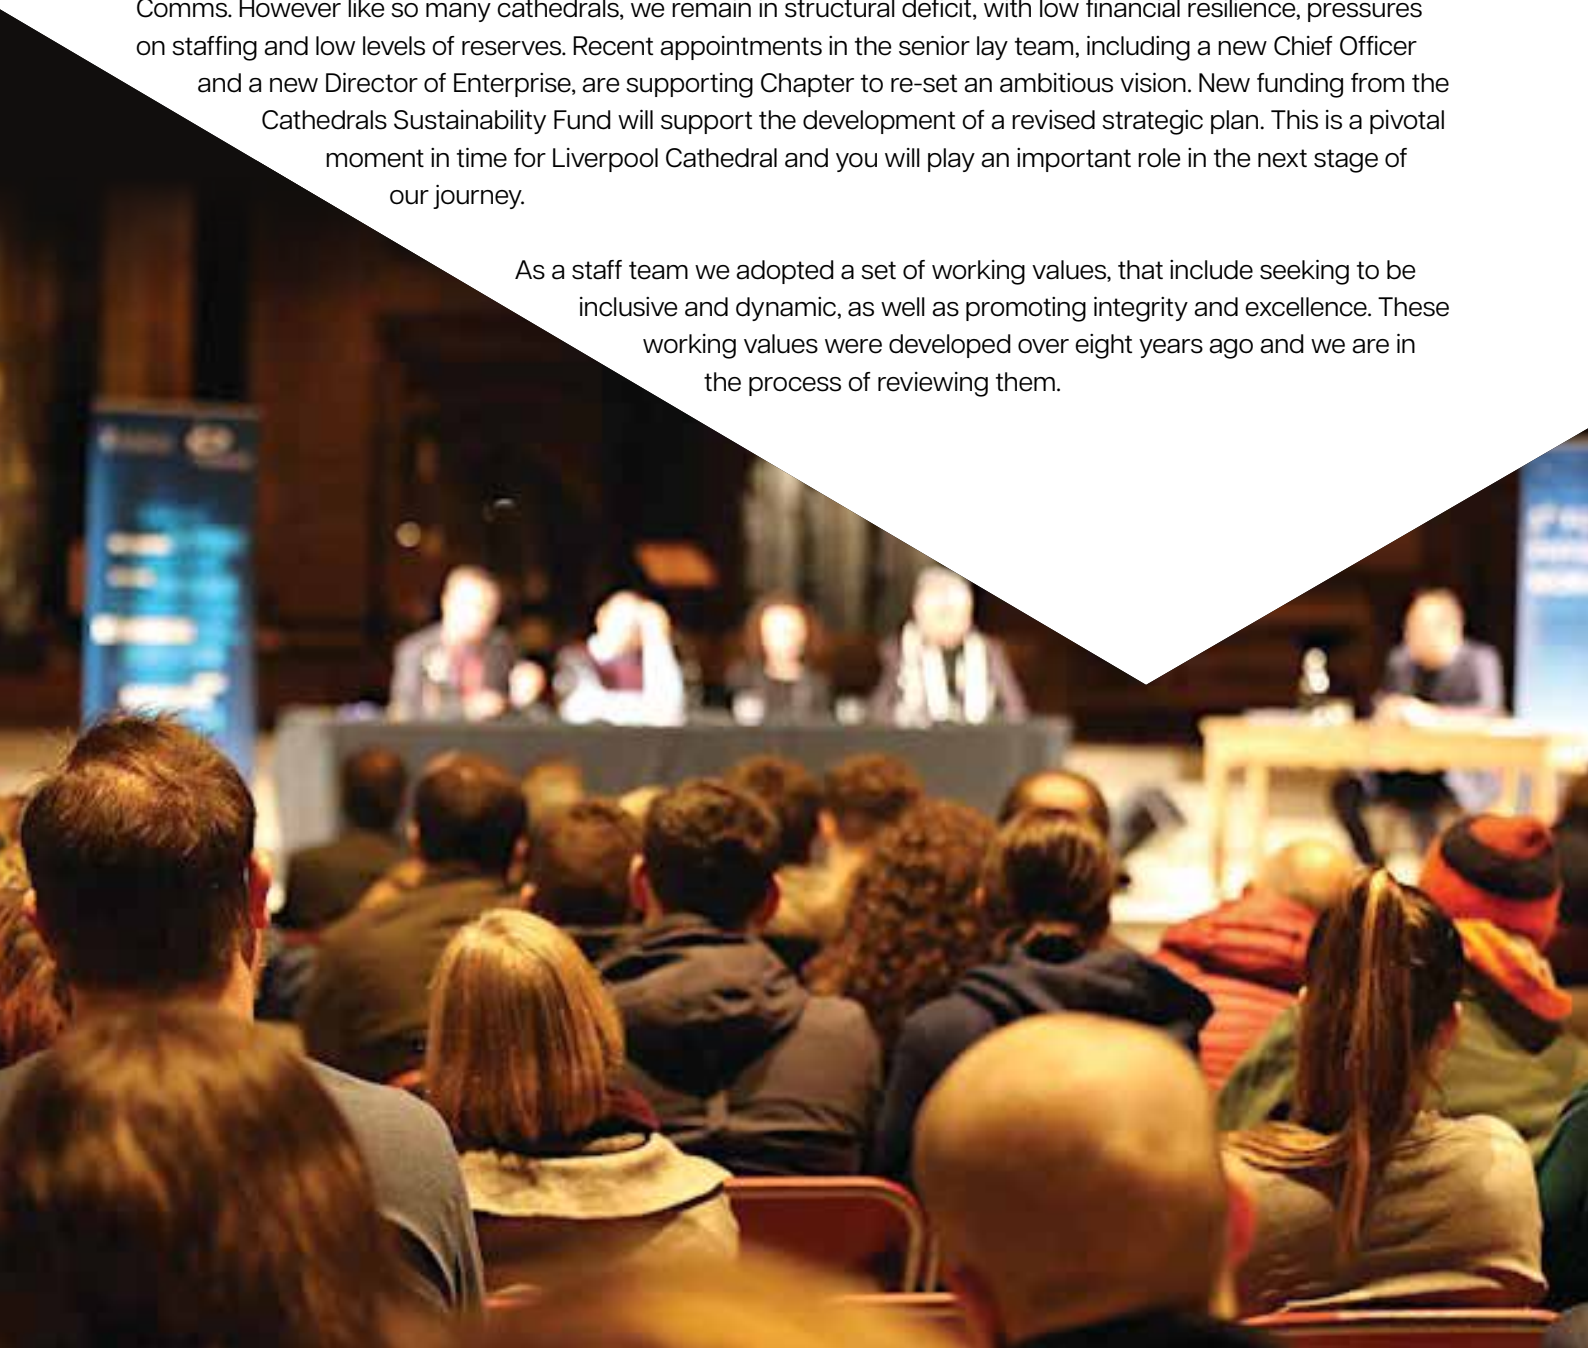 Comms. However like so many cathedrals, we remain in structural deficit, with low financial resilience, pressures
on staffing and low levels of reserves. Recent appointments in the senior lay team, including a new Chief Officer
and a new Director of Enterprise, are supporting Chapter to re-set an ambitious vision. New funding from the
Cathedrals Sustainability Fund will support the development of a revised strategic plan. This is a pivotal
moment in time for Liverpool Cathedral and you will play an important role in the next stage of
our journey.
As a staff team we adopted a set of working values, that include seeking to be
inclusive and dynamic, as well as promoting integrity and excellence. These
working values were developed over eight years ago and we are in
the process of reviewing them.